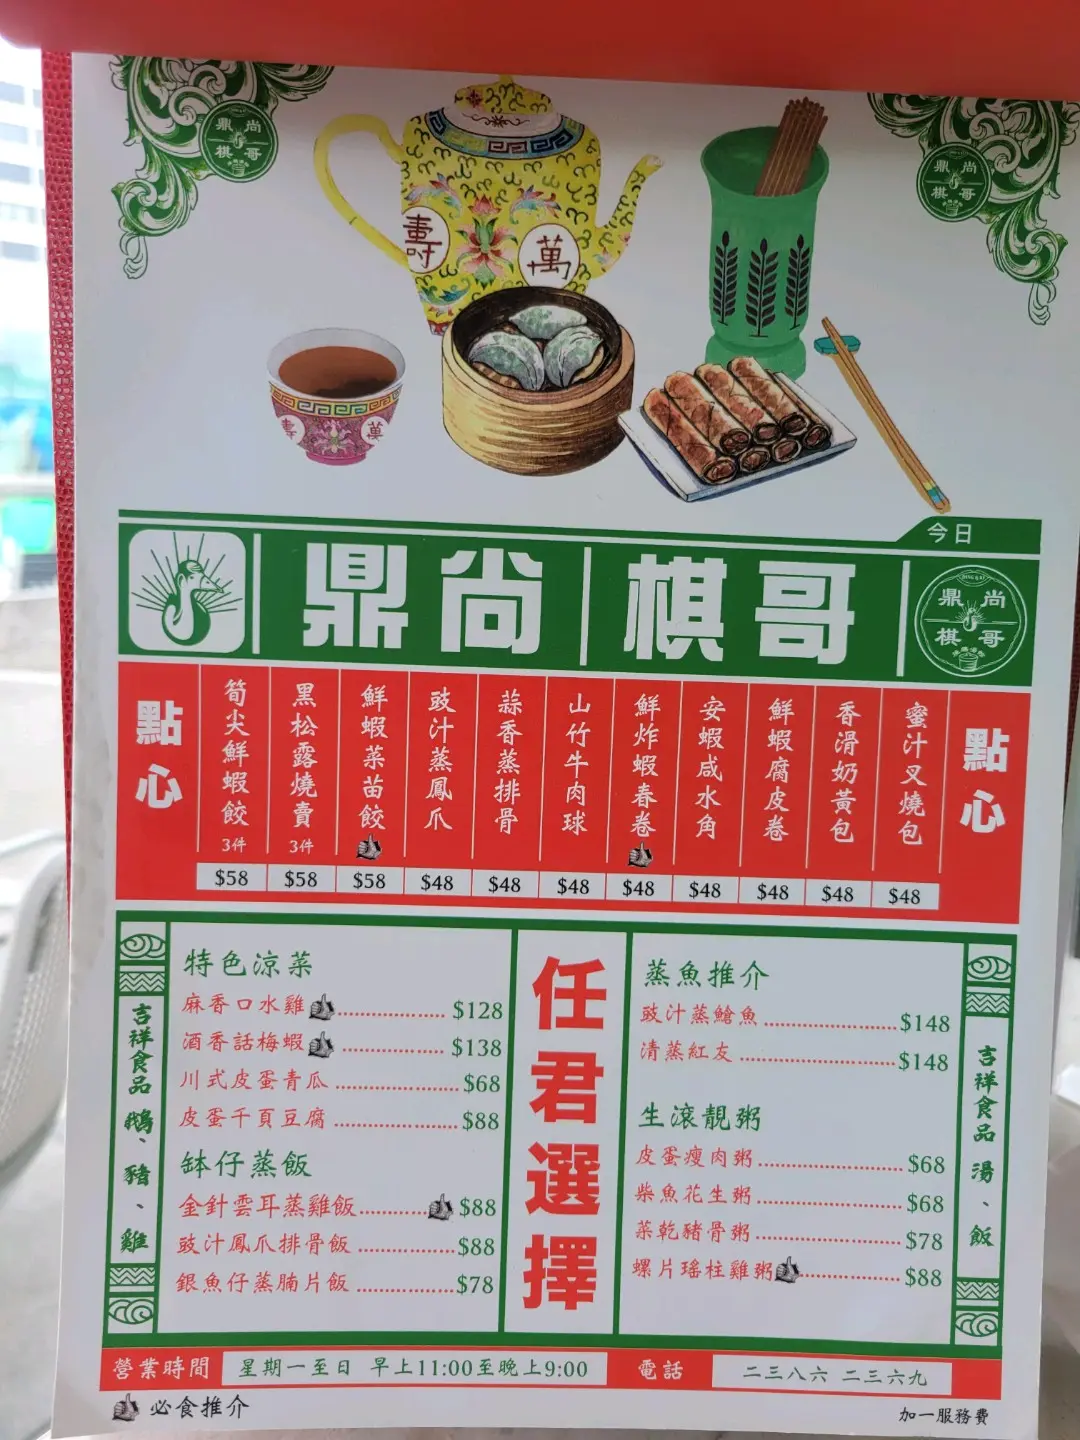 鼎尚
棋哥
鼎尚
棋哥
壽
萬
壽
萬
今日
鼎尚棋哥
鼎尚
棋哥
點心
筍尖鮮蝦餃 3件 $58
黑松露燒賣 3件 $58
鮮蝦菜苗餃 $58
豉汁蒸鳳爪 $48
蒜香蒸排骨 $48
山竹牛肉球 $48
鮮炸蝦春卷 $48
安蝦咸水角 $48
鮮蝦腐皮卷 $48
香滑奶黃包 $48
蜜汁叉燒包 $48
點心
吉祥食品 鵝、豬、雞
特色涼菜
麻香口水雞 $128
酒香話梅蝦 $138
川式皮蛋青瓜 $68
皮蛋千頁豆腐 $88
缽仔蒸飯
金針雲耳蒸雞飯 $88
豉汁鳳爪排骨飯 $88
銀魚仔蒸腩片飯 $78
任君選擇
蒸魚推介
豉汁蒸鱠魚 $148
清蒸紅友 $148
生滾靚粥
皮蛋瘦肉粥 $68
柴魚花生粥 $68
菜乾豬骨粥 $78
螺片瑤柱雞粥 $88
吉祥食品 湯、飯
營業時間 星期一至日 早上11:00至晚上9:00 電話 二三八六 二三六九
必食推介
加一服務費